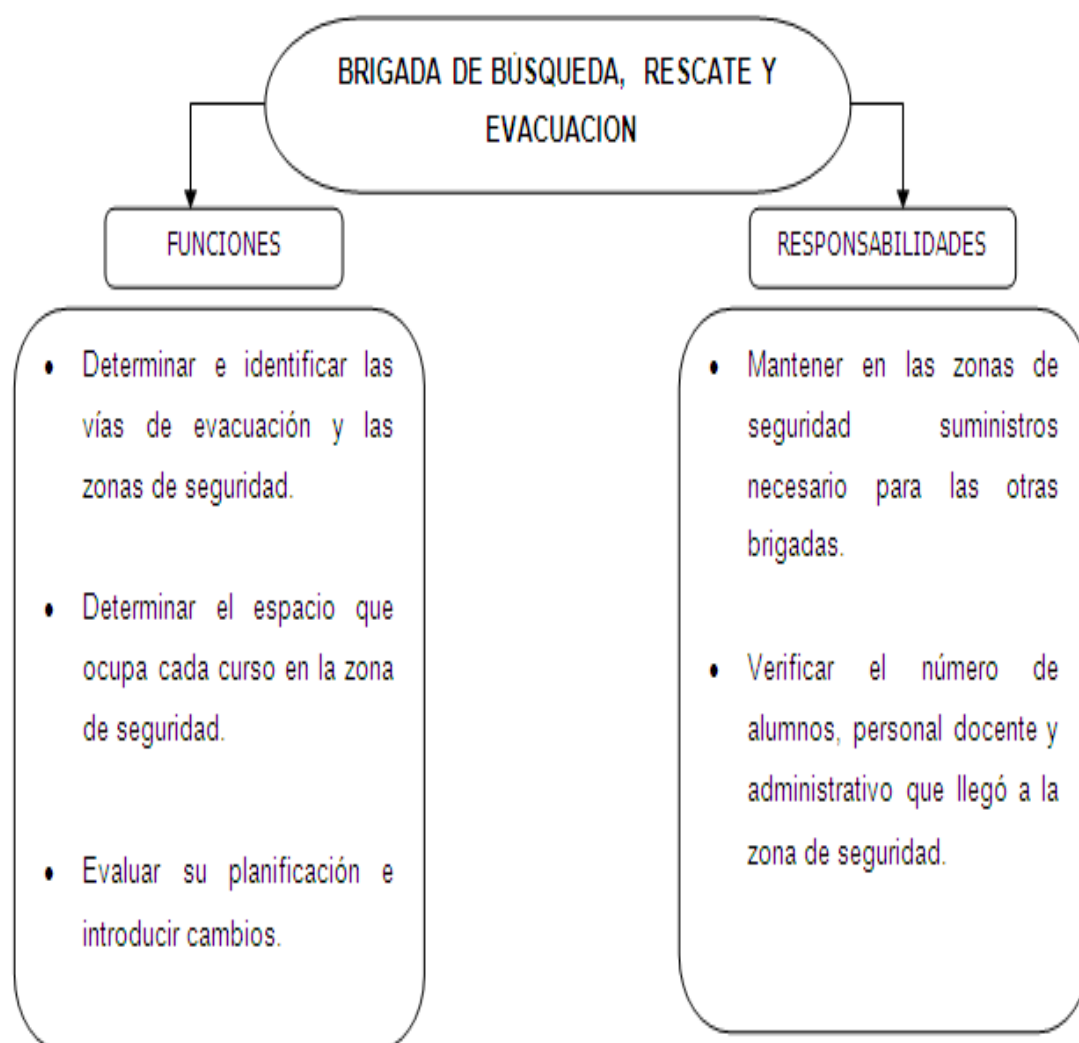 BRIGADA DE BÚSQUEDA, RESCATE Y
EVACUACION
FUNCIONES
• Determinar e identificar las
vías de evacuación y las
zonas de seguridad.
• Determinar el espacio que
ocupa cada curso en la zona
de seguridad.
• Evaluar su planificación e
introducir cambios.
RESPONSABILIDADES
• Mantener en las zonas de
seguridad suministros
necesario para las otras
brigadas.
• Verificar el número de
alumnos, personal docente y
administrativo que llegó a la
zona de seguridad.